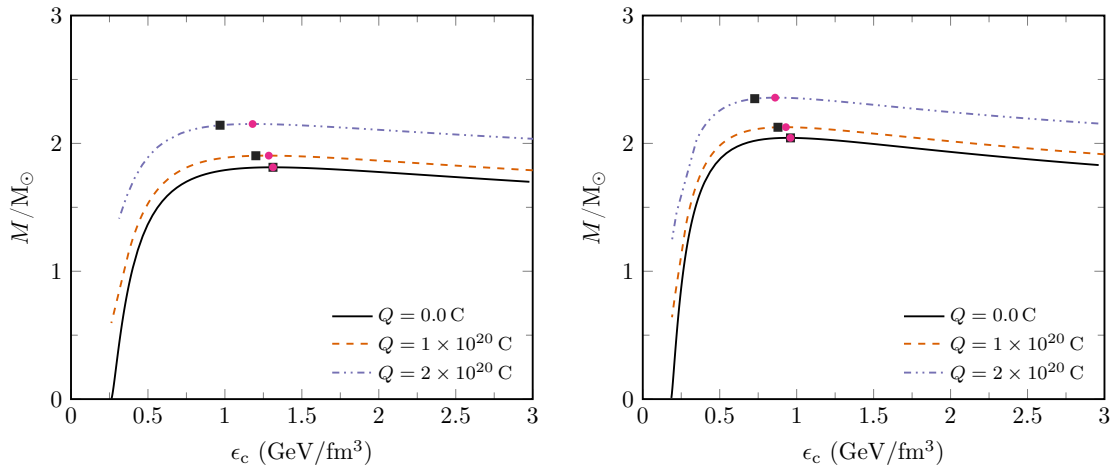 3
2
1
0
M/M⊙
0 0.5 1 1.5 2 2.5 3
ϵc (GeV/fm³)
Q = 0.0 C
Q = 1 × 10²⁰ C
Q = 2 × 10²⁰ C
3
2
1
0
M/M⊙
0 0.5 1 1.5 2 2.5 3
ϵc (GeV/fm³)
Q = 0.0 C
Q = 1 × 10²⁰ C
Q = 2 × 10²⁰ C